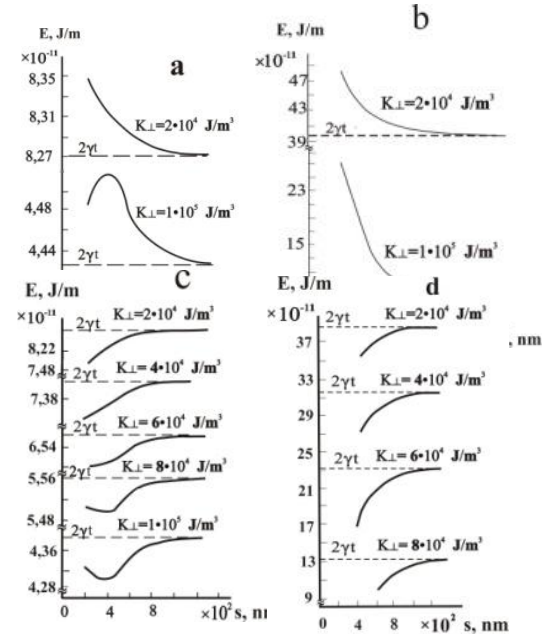 E, J/m
×10⁻¹¹
a
8,35
K⊥=2•10⁴ J/m³
8,31
2γt
8,27
K⊥=1•10⁵ J/m³
4,48
2γt
4,44
b
E, J/m
×10⁻¹¹
47
K⊥=2•10⁴ J/m³
43
2γt
39
23
K⊥=1•10⁵ J/m³
15
c
E, J/m
×10⁻¹¹
K⊥=2•10⁴ J/m³
2γt
8,22
7,48
K⊥= 4•10⁴ J/m³
2γt
7,38
K⊥= 6•10⁴ J/m³
2γt
6,54
K⊥= 8•10⁴ J/m³
5,56
2γt
5,48
K⊥=1•10⁵ J/m³
2γt
4,36
4,28
0 4 8 ×10² s, nm
d
E, J/m
×10⁻¹¹
K⊥=2•10⁴ J/m³
2γt
37
, nm
33
K⊥= 4•10⁴ J/m³
2γt
29
K⊥= 6•10⁴ J/m³
25
2γt
21
17
K⊥= 8•10⁴ J/m³
2γt
13
9
0 4 8 ×10² s, nm